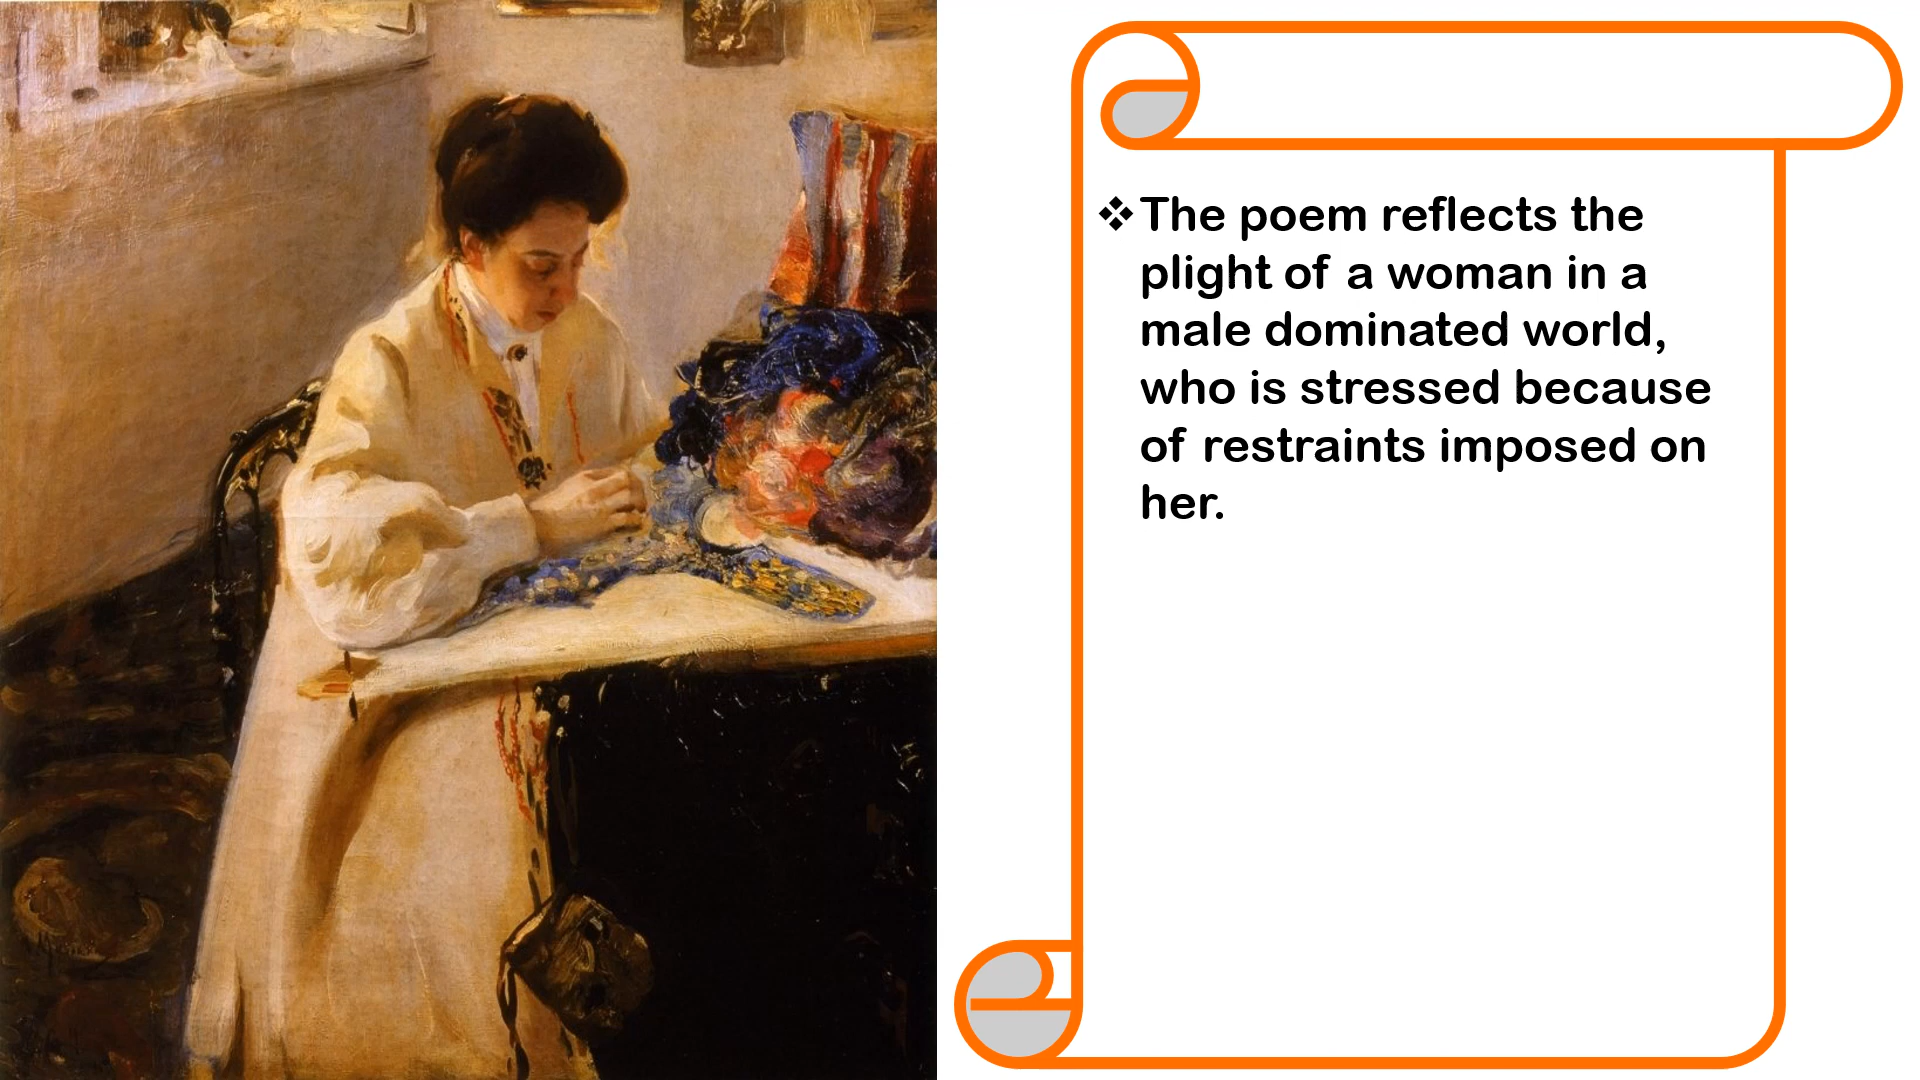 ❖The poem reflects the
plight of a woman in a
male dominated world,
who is stressed because
of restraints imposed on
her.